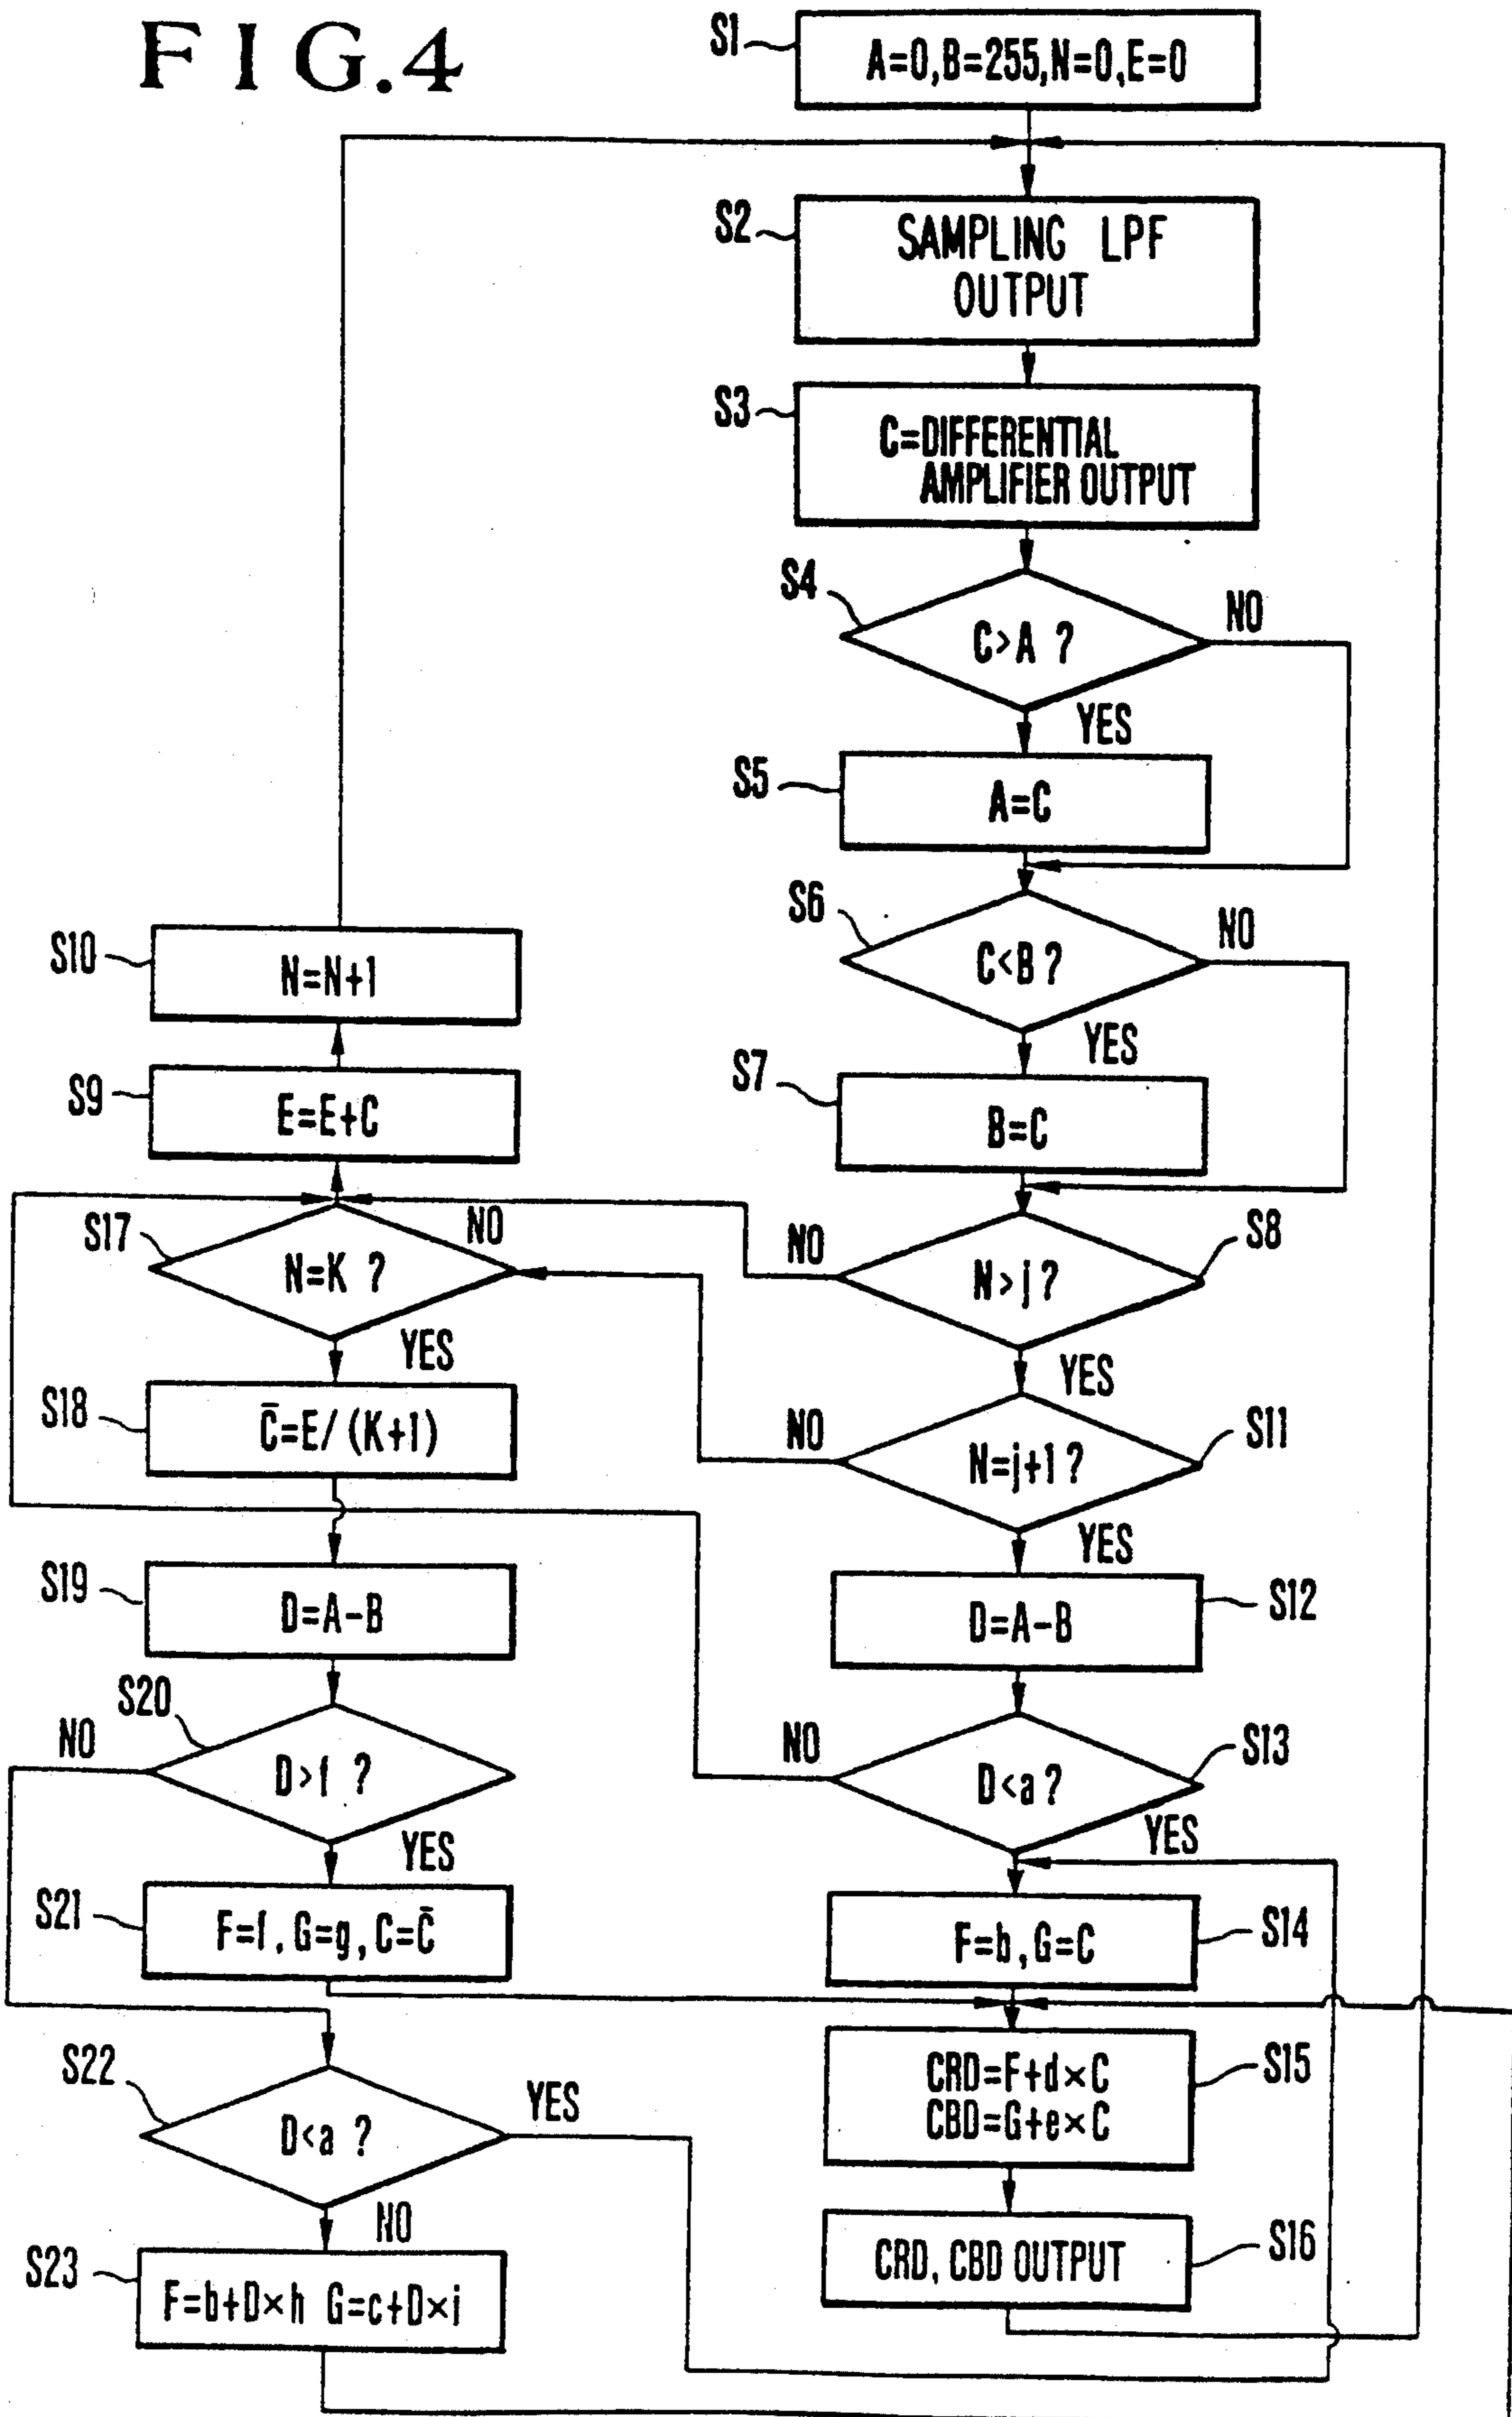 FIG.4
S1
A=0,B=255,N=0,E=0
S2
SAMPLING LPF
OUTPUT
S3
C=DIFFERENTIAL
AMPLIFIER OUTPUT
S4
C>A ?
NO
YES
S5
A=C
S6
C<B ?
NO
YES
S7
B=C
S10
N=N+1
S9
E=E+C
S17
N=K ?
NO
YES
S8
N>j ?
NO
YES
S18
C̄=E/(K+1)
S11
N=j+1 ?
NO
YES
S19
D=A-B
S12
D=A-B
S20
D>f ?
NO
YES
S13
D<a ?
NO
YES
S21
F=f, G=g, C=C̄
S14
F=b, G=C
S22
D<a ?
YES
NO
S15
CRD=F+d×C
CBD=G+e×C
S16
CRD, CBD OUTPUT
S23
F=b+D×h G=c+D×i